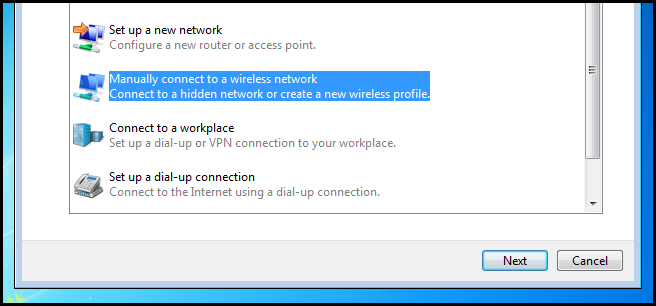 Set up a new network
Configure a new router or access point.
Manually connect to a wireless network
Connect to a hidden network or create a new wireless profile.
Connect to a workplace
Set up a dial-up or VPN connection to your workplace.
Set up a dial-up connection
Connect to the Internet using a dial-up connection.
Next
Cancel